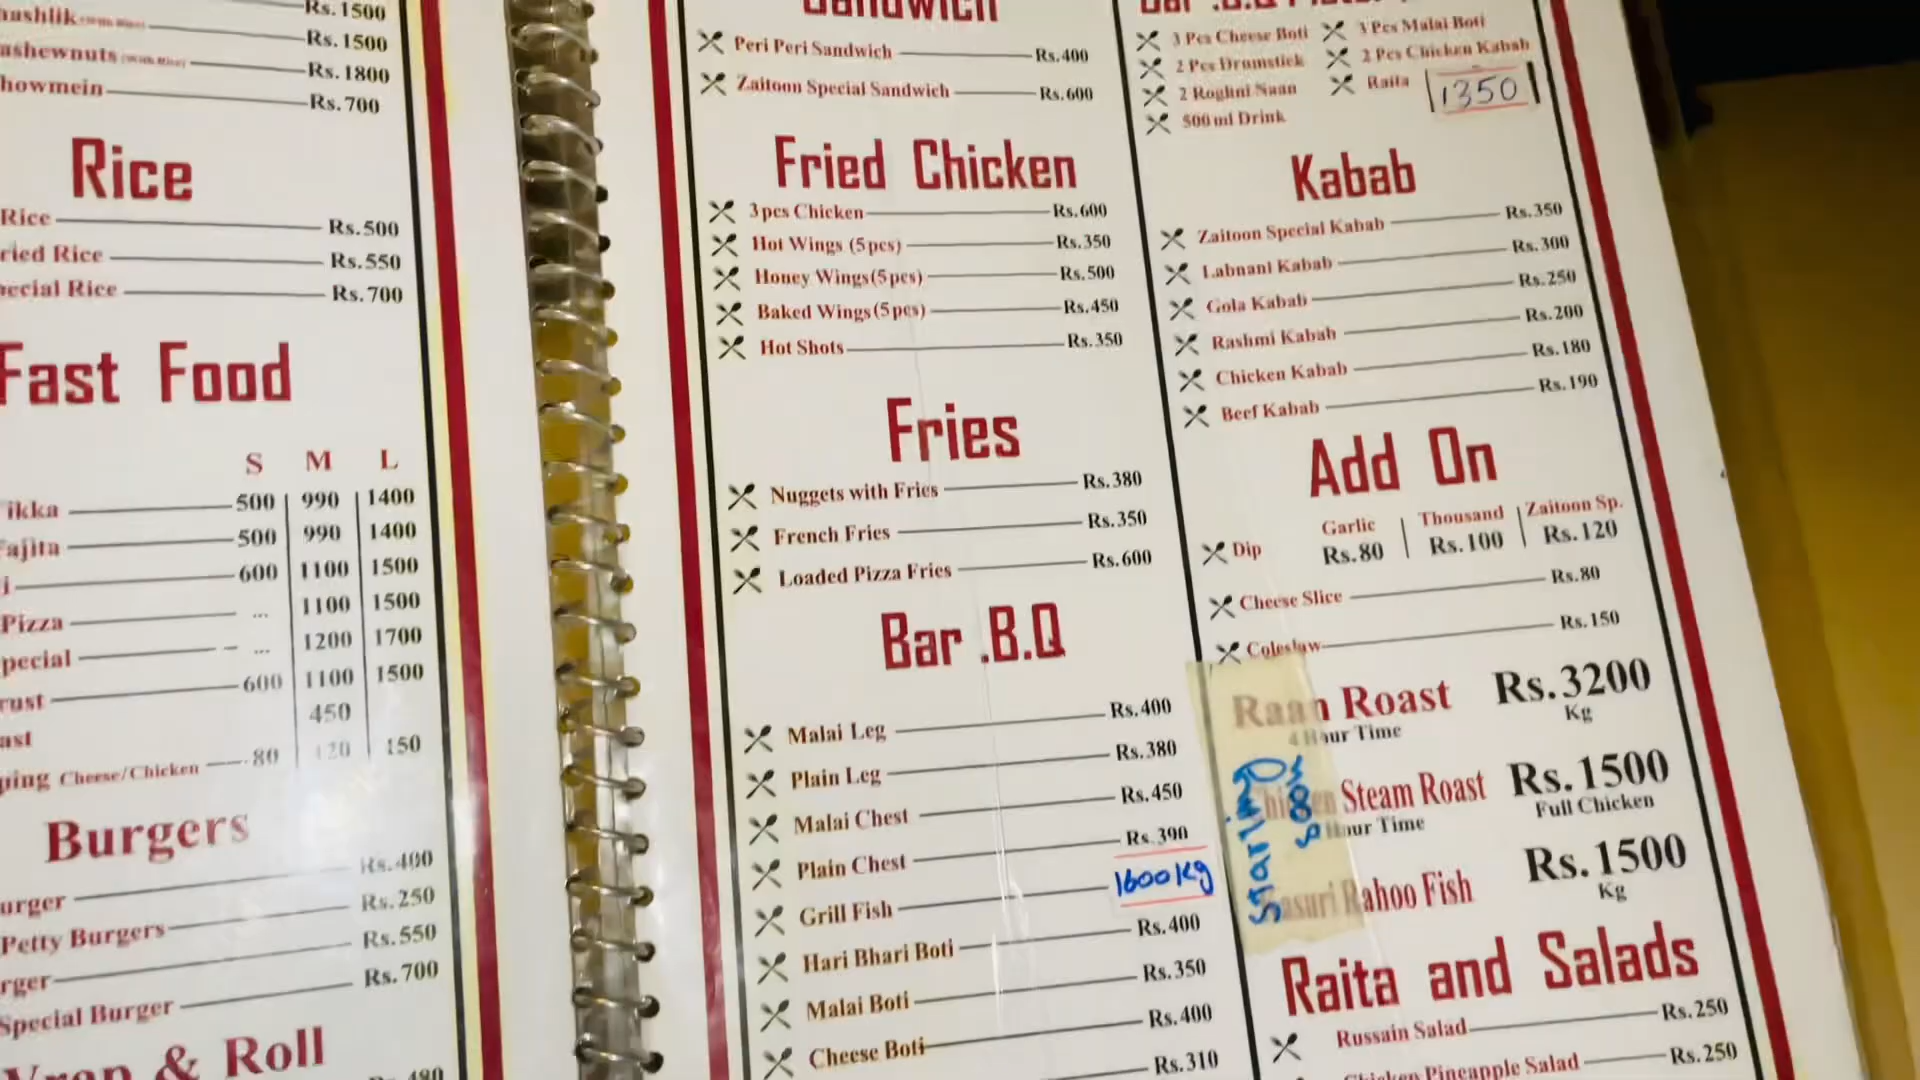 Rs.1500
Rs.1500
Rs.1800
howmein Rs.700
Rice
Rice Rs.500
ried Rice Rs.550
pecial Rice Rs.700
Fast Food
S M L
ikka 500 990 1400
ajita 500 990 1400
i 600 1100 1500
Pizza ... 1100 1500
pecial ... 1200 1700
rust 600 1100 1500
ast 450
ping Cheese/Chicken 80 120 150
Burgers
urger Rs.400
Petty Burgers Rs.250
rger Rs.550
Special Burger Rs.700
& Roll
Sandwich
Peri Peri Sandwich Rs.400
Zaitoon Special Sandwich Rs.600
Fried Chicken
3pcs Chicken Rs.600
Hot Wings (5pcs) Rs.350
Honey Wings(5pcs) Rs.500
Baked Wings(5pcs) Rs.450
Hot Shots Rs.350
Fries
Nuggets with Fries Rs.380
French Fries Rs.350
Loaded Pizza Fries Rs.600
Bar .B.Q
Malai Leg Rs.400
Plain Leg Rs.380
Malai Chest Rs.450
Plain Chest Rs.390
Grill Fish 1600 Kg
Hari Bhari Boti Rs.400
Malai Boti Rs.350
Cheese Boti Rs.400
Rs.310
3 Pcs Cheese Boti 3 Pcs Malai Boti
2 Pcs Drumstick 2 Pcs Chicken Kabab
2 Roghni Naan Raita 1350
500 ml Drink
Kabab
Zaitoon Special Kabab Rs.350
Labnani Kabab Rs.300
Gola Kabab Rs.250
Rashmi Kabab Rs.200
Chicken Kabab Rs.180
Beef Kabab Rs.190
Add On
Garlic Thousand Zaitoon Sp.
Dip Rs.80 Rs.100 Rs.120
Cheese Slice Rs.80
Coleslaw Rs.150
Raan Roast Rs.3200
4 Hour Time Kg
Steam Roast Rs.1500
Hour Time Full Chicken
Rahoo Fish Rs.1500
Kg
Staring
soon
Raita and Salads
Russain Salad Rs.250
Chicken Pineapple Salad Rs.250